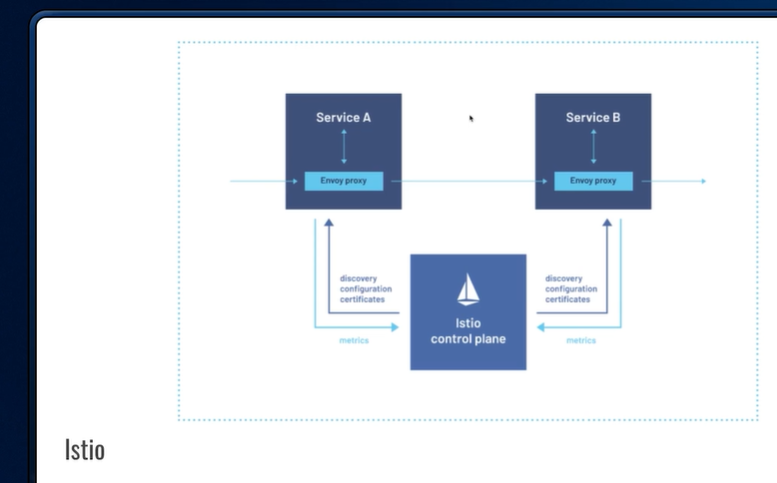 Service A
Service B
Envoy proxy
Envoy proxy
discovery
configuration
certificates
metrics
Istio
control plane
discovery
configuration
certificates
metrics
Istio